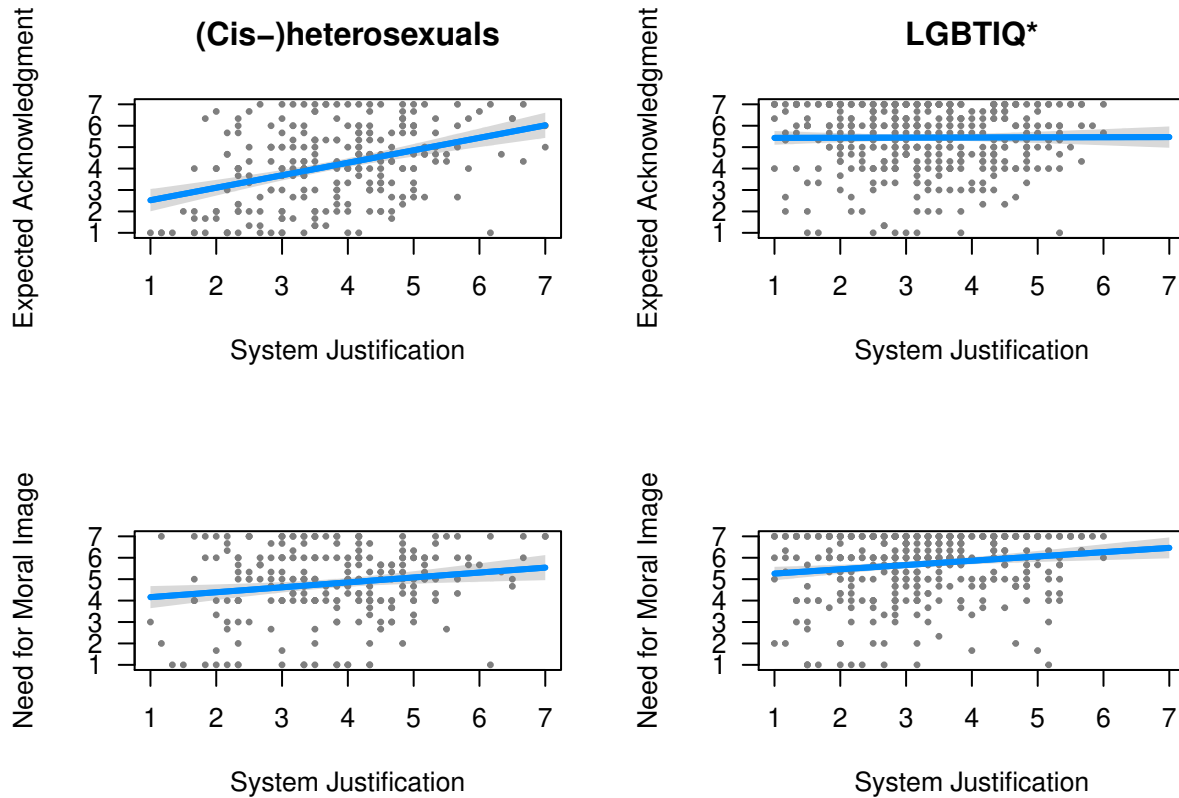 (Cis−)heterosexuals
LGBTIQ*
Expected Acknowledgment
7
6
5
4
3
2
1
1 2 3 4 5 6 7
System Justification
Expected Acknowledgment
7
6
5
4
3
2
1
1 2 3 4 5 6 7
System Justification
Need for Moral Image
7
6
5
4
3
2
1
1 2 3 4 5 6 7
System Justification
Need for Moral Image
7
6
5
4
3
2
1
1 2 3 4 5 6 7
System Justification